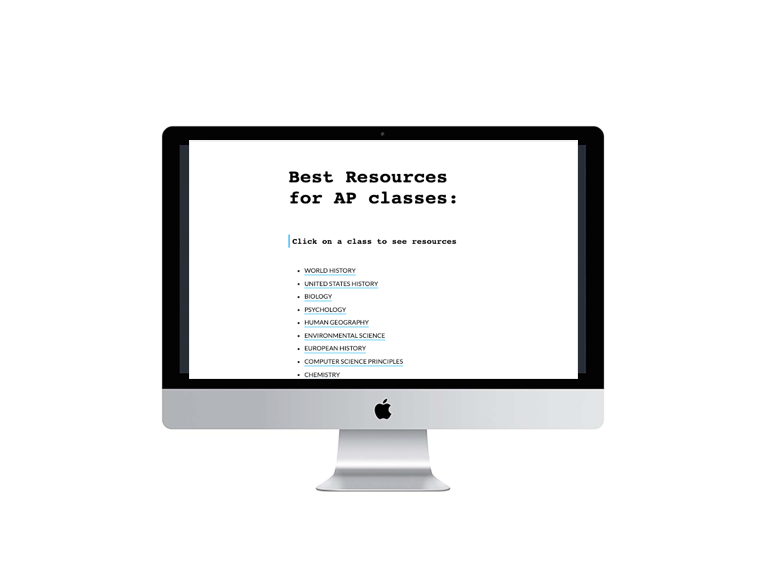 Best Resources
for AP classes:
Click on a class to see resources
WORLD HISTORY
UNITED STATES HISTORY
BIOLOGY
PSYCHOLOGY
HUMAN GEOGRAPHY
ENVIRONMENTAL SCIENCE
EUROPEAN HISTORY
COMPUTER SCIENCE PRINCIPLES
CHEMISTRY